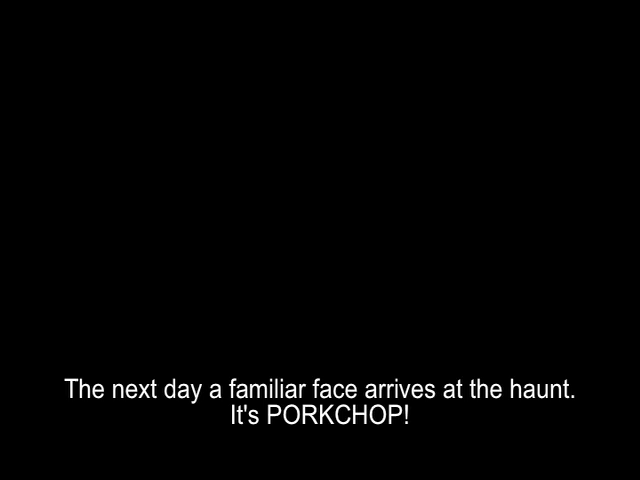 The next day a familiar face arrives at the haunt.
It's PORKCHOP!